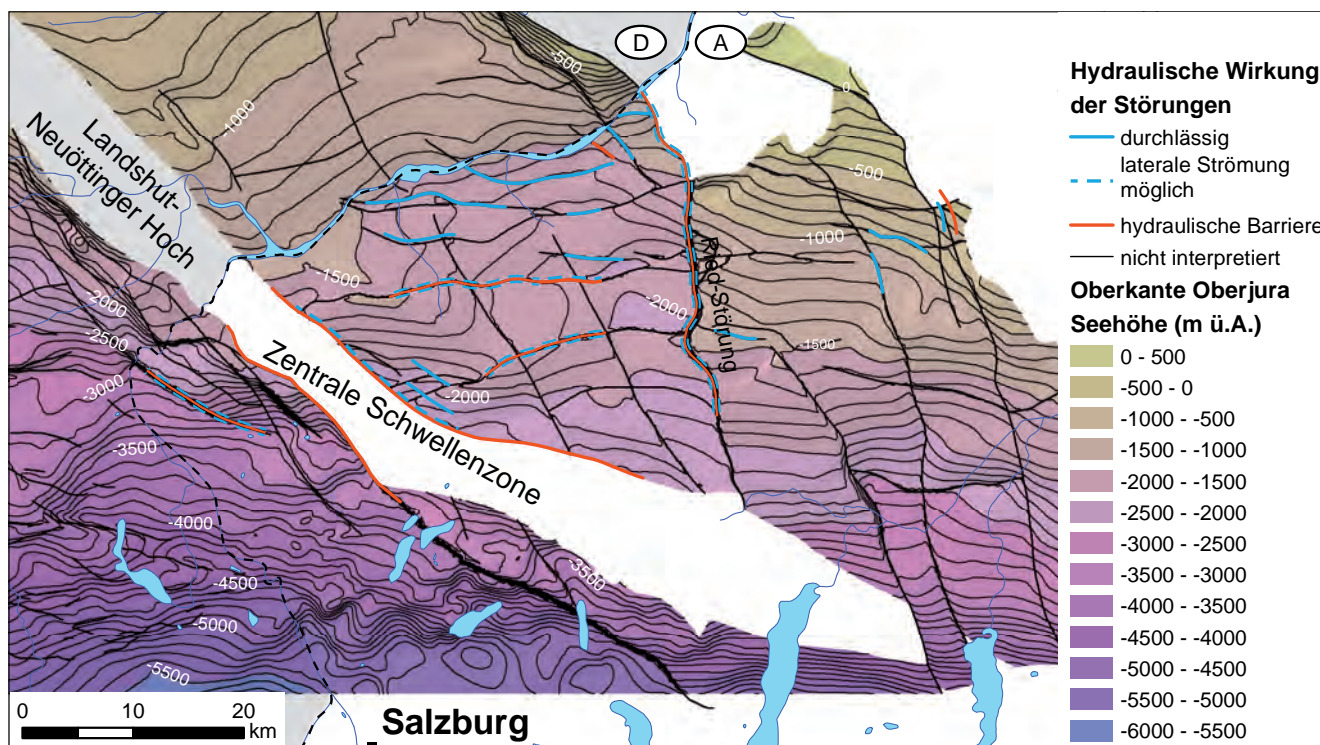 D
A
-500
0
-1000
Landshut-
Neuöttinger Hoch
-500
-1000
-1500
-2000
Ried-Störung
-2000
-1500
-2500
-3000
Zentrale Schwellenzone
-2000
-3500
-4000
-3500
-4500
-5000
-5500
0 10 20
km
Salzburg
Hydraulische Wirkung
der Störungen
durchlässig
laterale Strömung
möglich
hydraulische Barriere
nicht interpretiert
Oberkante Oberjura
Seehöhe (m ü.A.)
0 - 500
-500 - 0
-1000 - -500
-1500 - -1000
-2000 - -1500
-2500 - -2000
-3000 - -2500
-3500 - -3000
-4000 - -3500
-4500 - -4000
-5000 - -4500
-5500 - -5000
-6000 - -5500